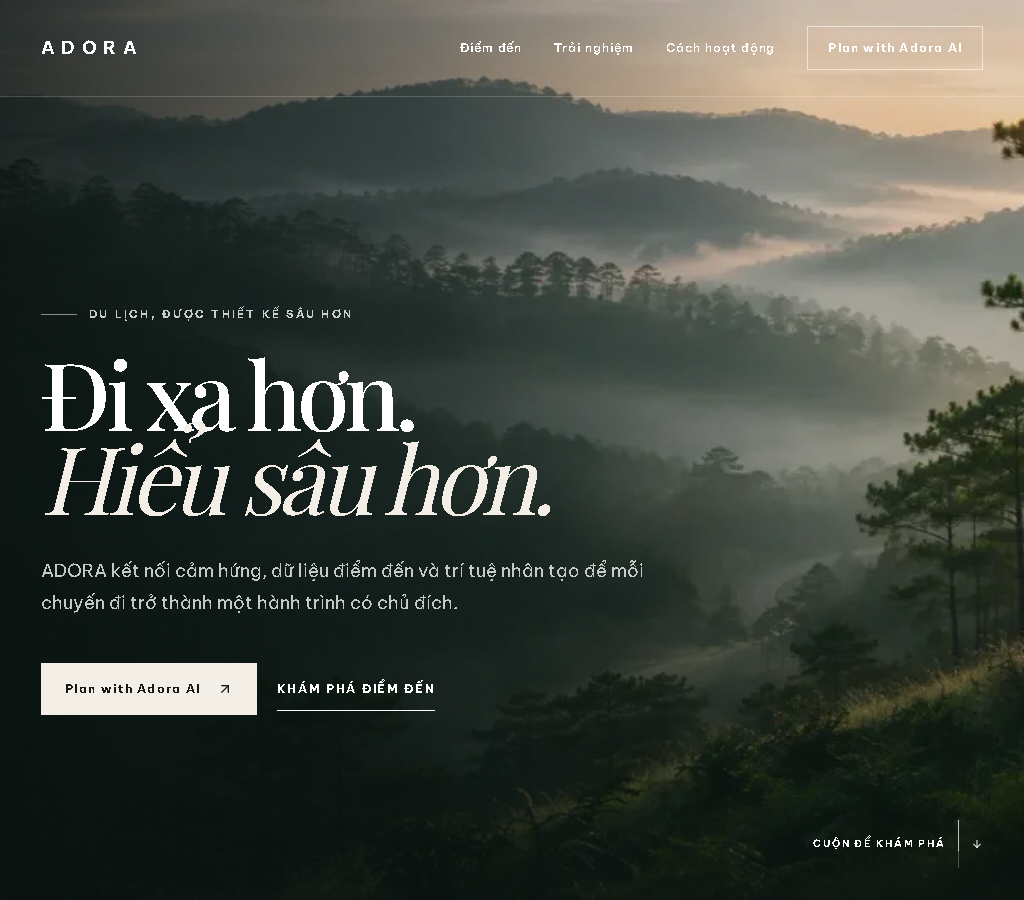 ADORA
Điểm đến
Trải nghiệm
Cách hoạt động
Plan with Adora AI
DU LỊCH, ĐƯỢC THIẾT KẾ SÂU HƠN
Đi xa hơn.
Hiểu sâu hơn.
ADORA kết nối cảm hứng, dữ liệu điểm đến và trí tuệ nhân tạo để mỗi
chuyến đi trở thành một hành trình có chủ đích.
Plan with Adora AI
KHÁM PHÁ ĐIỂM ĐẾN
CUỘN ĐỂ KHÁM PHÁ